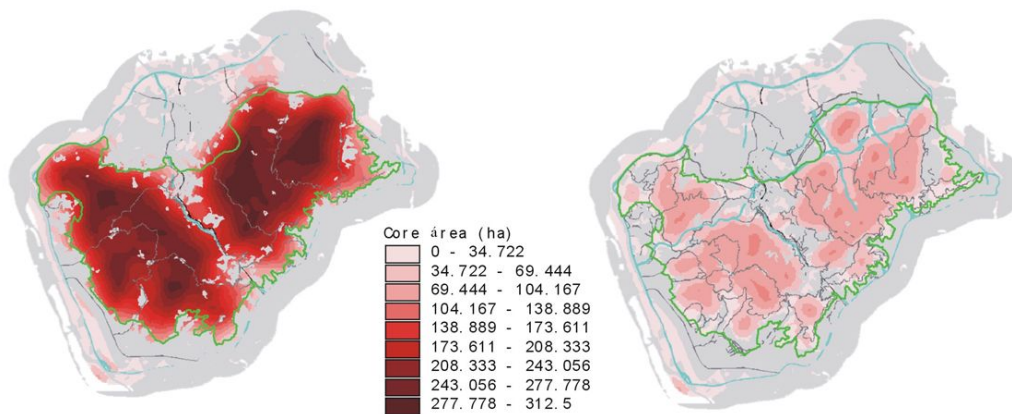 Core área (ha)
0 - 34.722
34.722 - 69.444
69.444 - 104.167
104.167 - 138.889
138.889 - 173.611
173.611 - 208.333
208.333 - 243.056
243.056 - 277.778
277.778 - 312.5